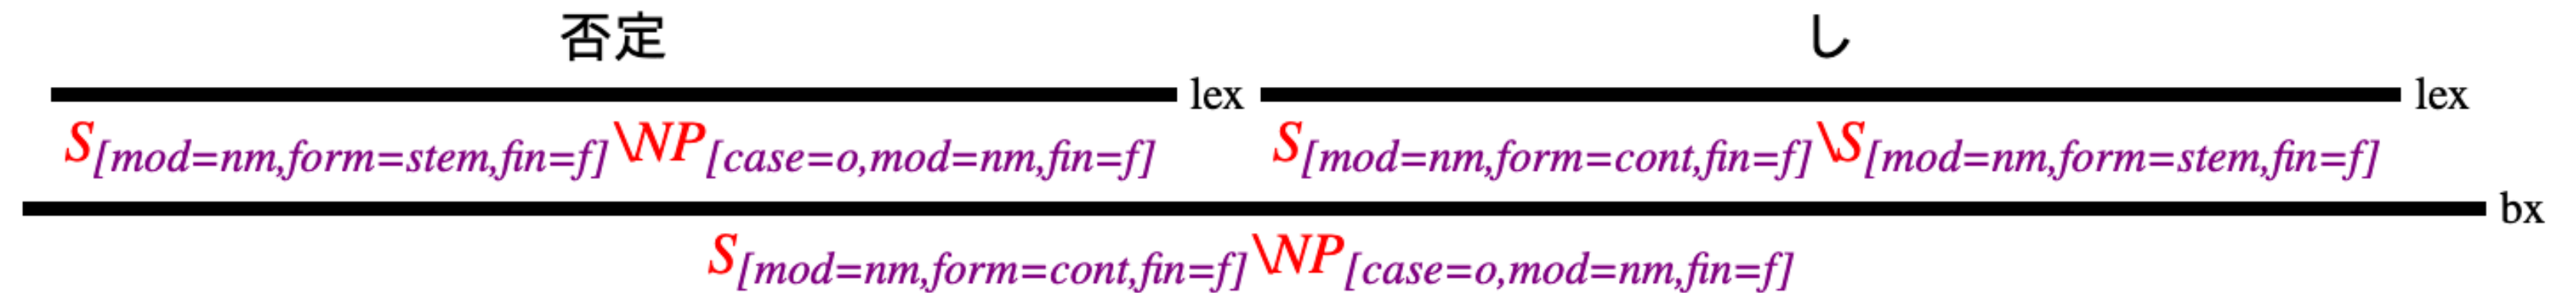 否定 し
lex lex
S[mod=nm,form=stem,fin=f]\NP[case=o,mod=nm,fin=f] S[mod=nm,form=cont,fin=f]\S[mod=nm,form=stem,fin=f]
bx
S[mod=nm,form=cont,fin=f]\NP[case=o,mod=nm,fin=f]